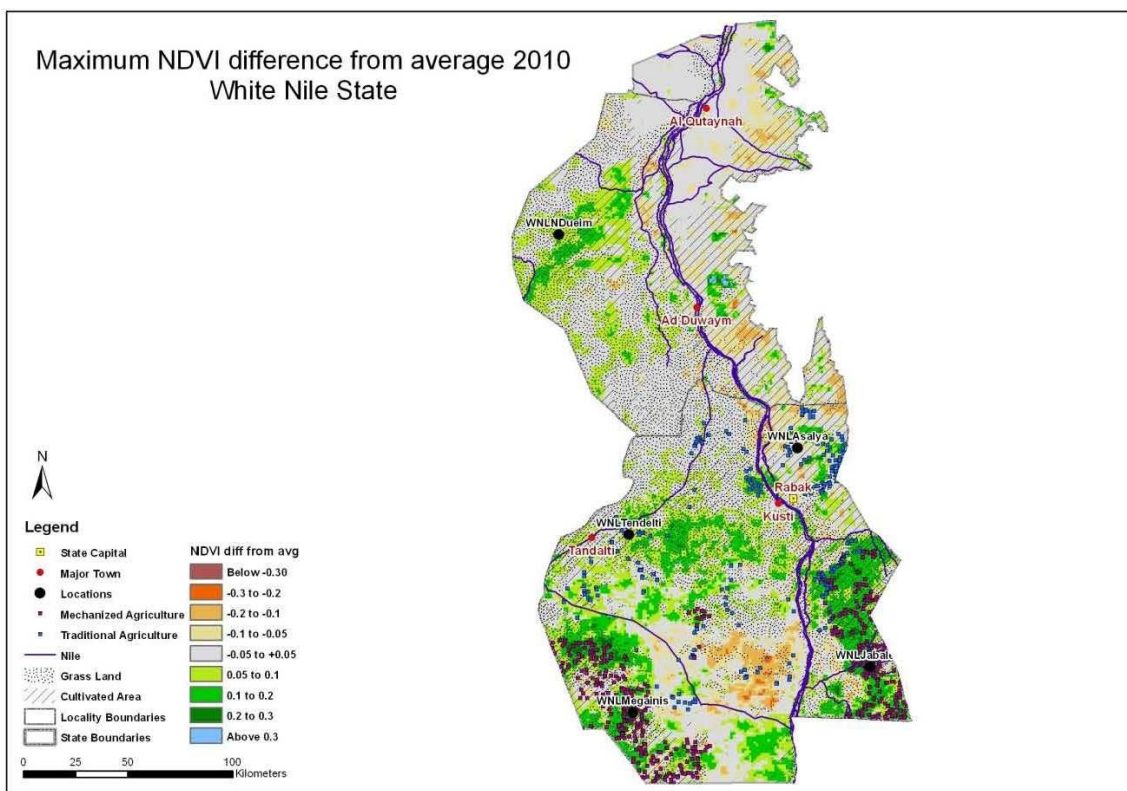 Maximum NDVI difference from average 2010
White Nile State
Al Qutaynah
WNLNDueim
Ad Duwaym
WNLAsalya
Rabak
Kusti
WNLTendelti
Tandalti
WNLJabale
WNLMegainis
N
Legend
State Capital
Major Town
Locations
Mechanized Agriculture
Traditional Agriculture
Nile
Grass Land
Cultivated Area
Locality Boundaries
State Boundaries
NDVI diff from avg
Below -0.30
-0.3 to -0.2
-0.2 to -0.1
-0.1 to -0.05
-0.05 to +0.05
0.05 to 0.1
0.1 to 0.2
0.2 to 0.3
Above 0.3
0 25 50 100
Kilometers